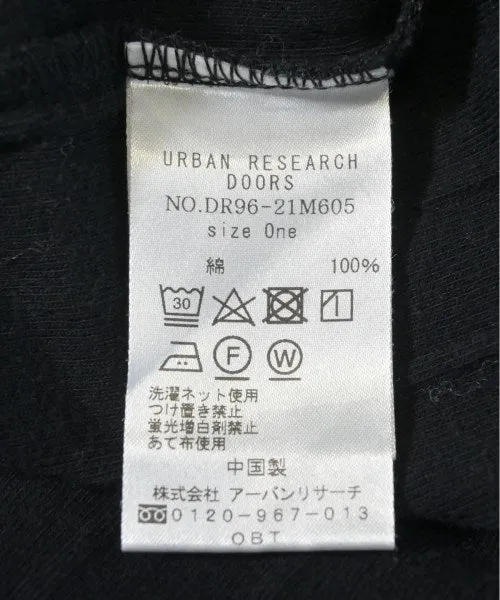 URBAN RESEARCH
DOORS
NO.DR96-21M605
size One
綿 100%
30
F W
洗濯ネット使用
つけ置き禁止
蛍光増白剤禁止
あて布使用
中国製
株式会社 アーバンリサーチ
0120-967-013
OBT